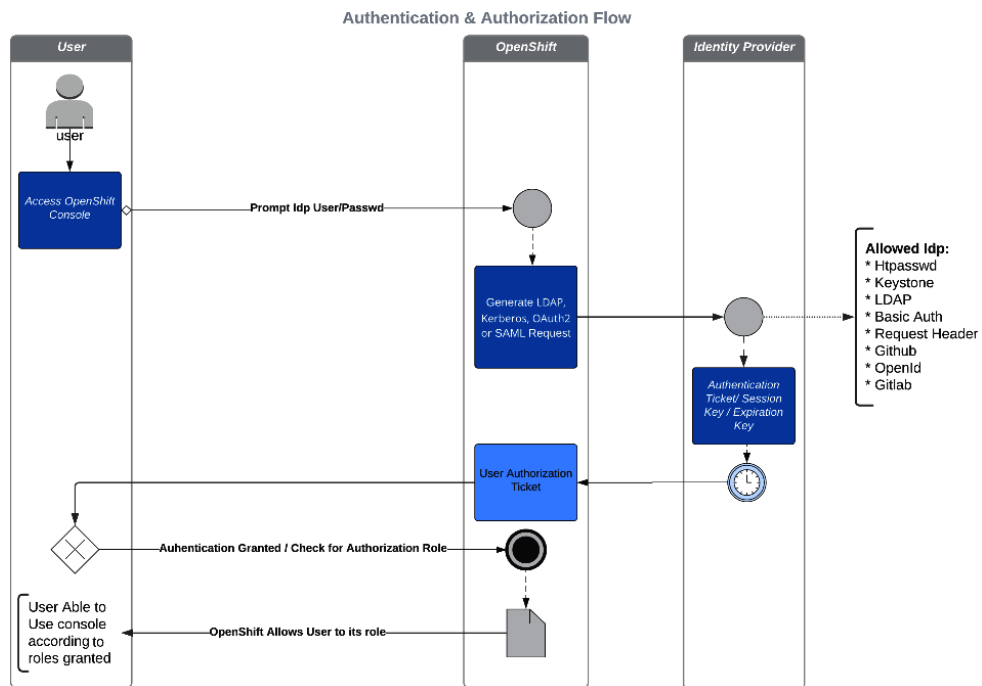 Authentication & Authorization Flow
User
OpenShift
Identity Provider
user
Access OpenShift
Console
Prompt Idp User/Passwd
Generate LDAP,
Kerberos, OAuth2
or SAML Request
Allowed Idp:
* Htpasswd
* Keystone
* LDAP
* Basic Auth
* Request Header
* Github
* OpenId
* Gitlab
Authentication
Ticket/ Session
Key / Expiration
Key
User Authorization
Ticket
Auhentication Granted / Check for Authorization Role
User Able to
Use console
according to
roles granted
OpenShift Allows User to its role